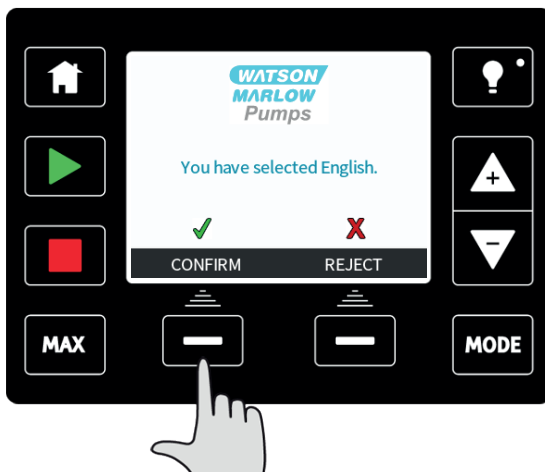 WATSON
MARLOW
Pumps
You have selected English.
CONFIRM REJECT
MAX MODE